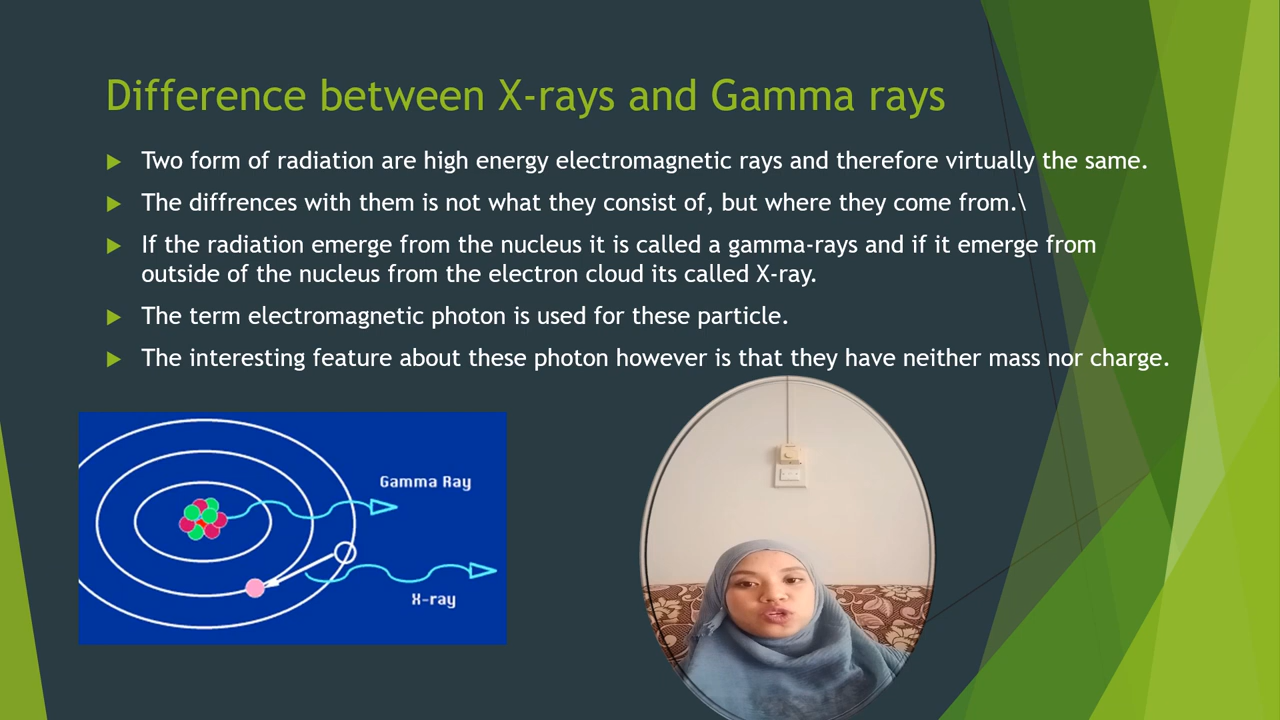 Difference between X-rays and Gamma rays
Two form of radiation are high energy electromagnetic rays and therefore virtually the same.
The diffrences with them is not what they consist of, but where they come from.\
If the radiation emerge from the nucleus it is called a gamma-rays and if it emerge from
outside of the nucleus from the electron cloud its called X-ray.
The term electromagnetic photon is used for these particle.
The interesting feature about these photon however is that they have neither mass nor charge.
Gamma Ray
X-ray